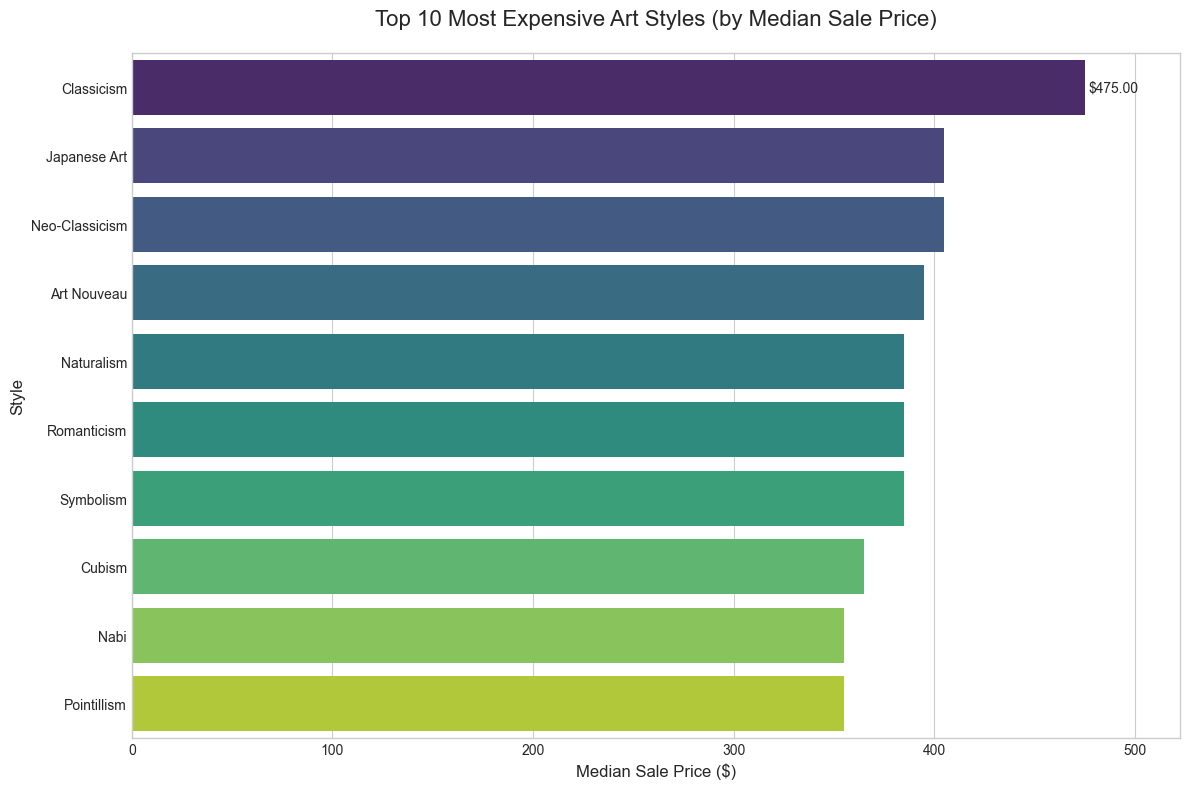 Top 10 Most Expensive Art Styles (by Median Sale Price)
Classicism
$475.00
Japanese Art
Neo-Classicism
Art Nouveau
Naturalism
Style
Romanticism
Symbolism
Cubism
Nabi
Pointillism
0 100 200 300 400 500
Median Sale Price ($)